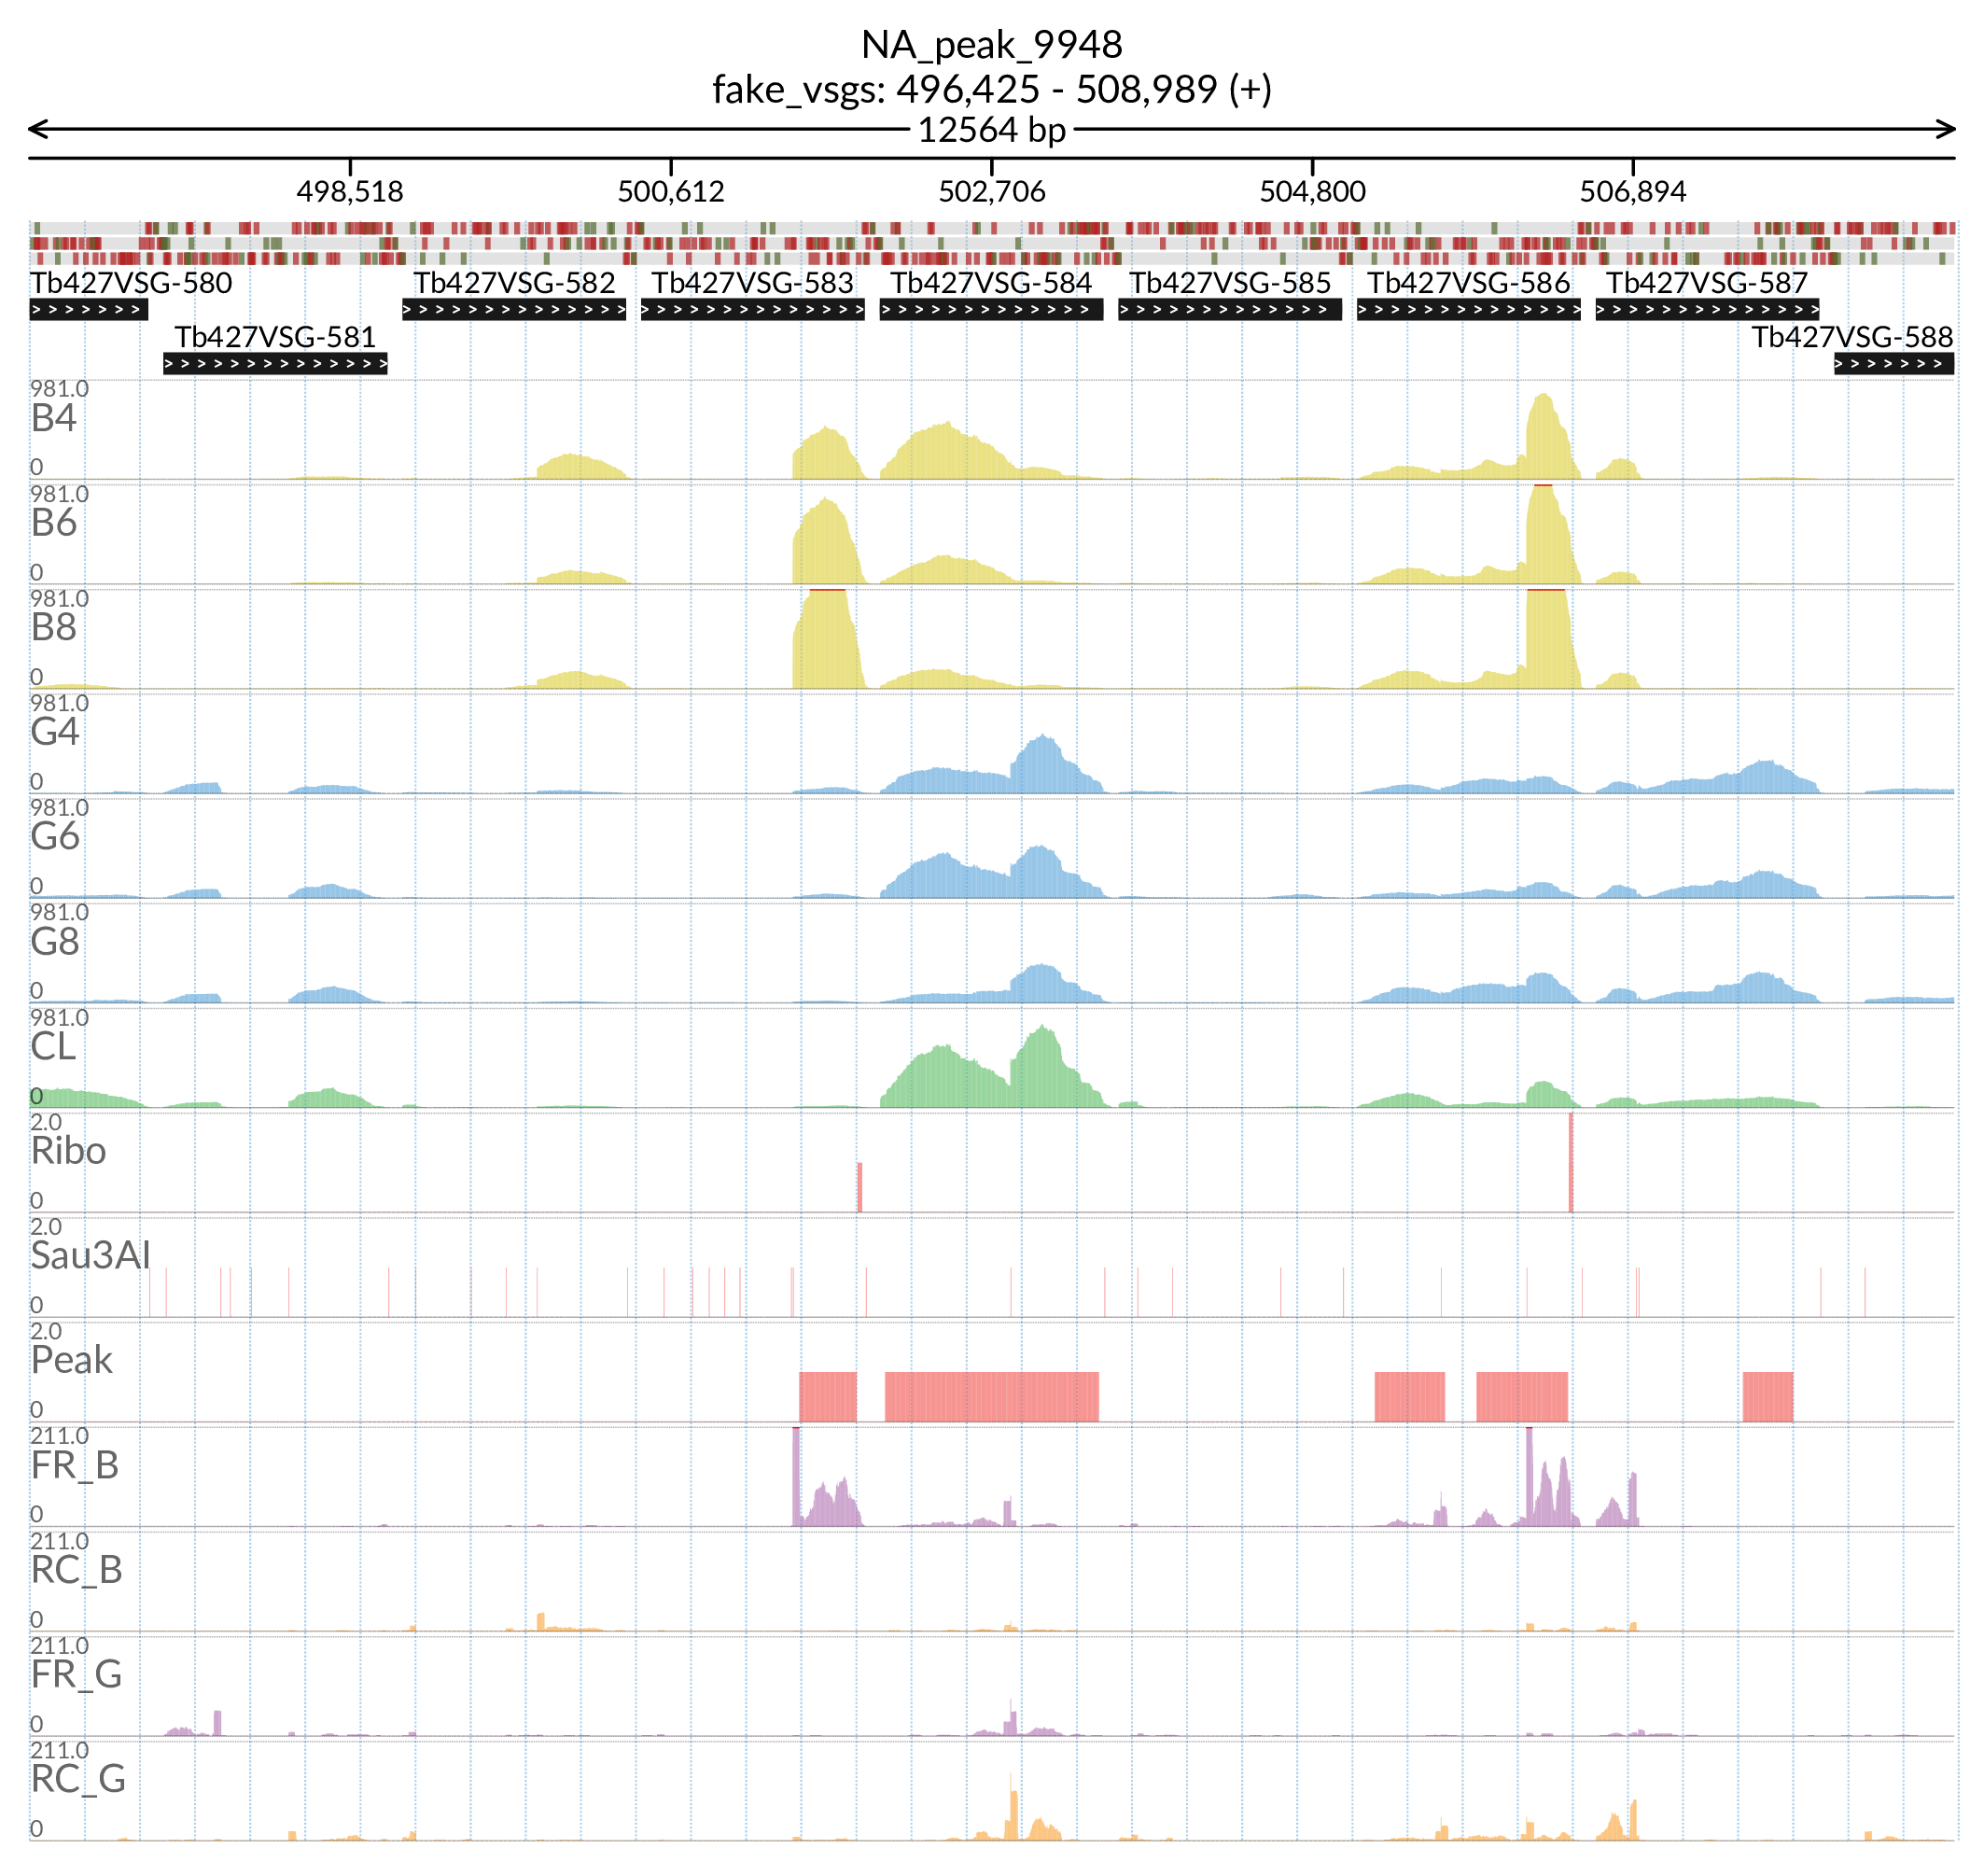 NA_peak_9948
fake_vsgs: 496,425 - 508,989 (+)
12564 bp
498,518 500,612 502,706 504,800 506,894
Tb427VSG-580 Tb427VSG-582 Tb427VSG-583 Tb427VSG-584 Tb427VSG-585 Tb427VSG-586 Tb427VSG-587
Tb427VSG-581 Tb427VSG-588
981.0
B4
0
981.0
B6
0
981.0
B8
0
981.0
G4
0
981.0
G6
0
981.0
G8
0
981.0
CL
0
2.0
Ribo
0
2.0
Sau3AI
0
2.0
Peak
0
211.0
FR_B
0
211.0
RC_B
0
211.0
FR_G
0
211.0
RC_G
0